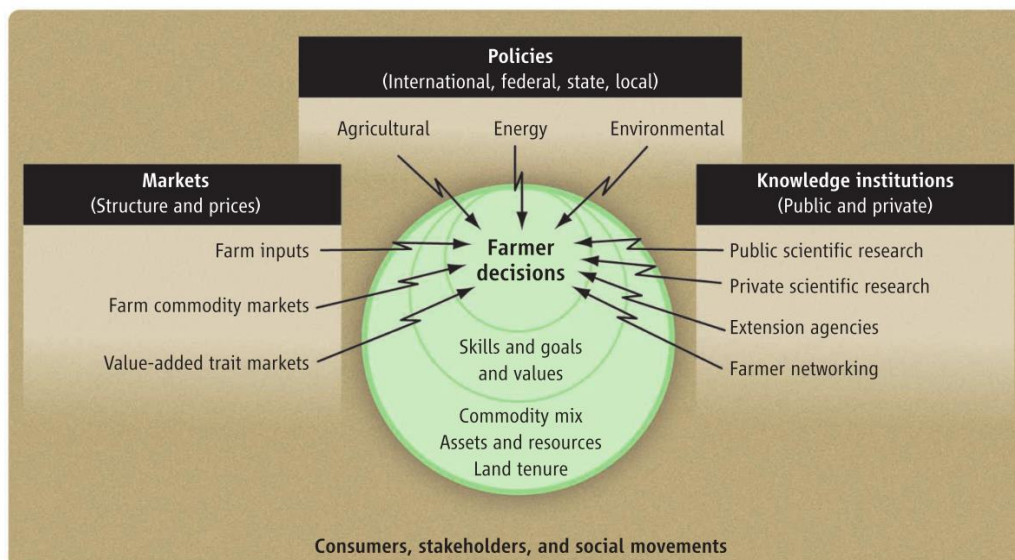 Policies
(International, federal, state, local)
Agricultural
Energy
Environmental
Markets
(Structure and prices)
Farm inputs
Farm commodity markets
Value-added trait markets
Knowledge institutions
(Public and private)
Public scientific research
Private scientific research
Extension agencies
Farmer networking
Farmer
decisions
Skills and goals
and values
Commodity mix
Assets and resources
Land tenure
Consumers, stakeholders, and social movements